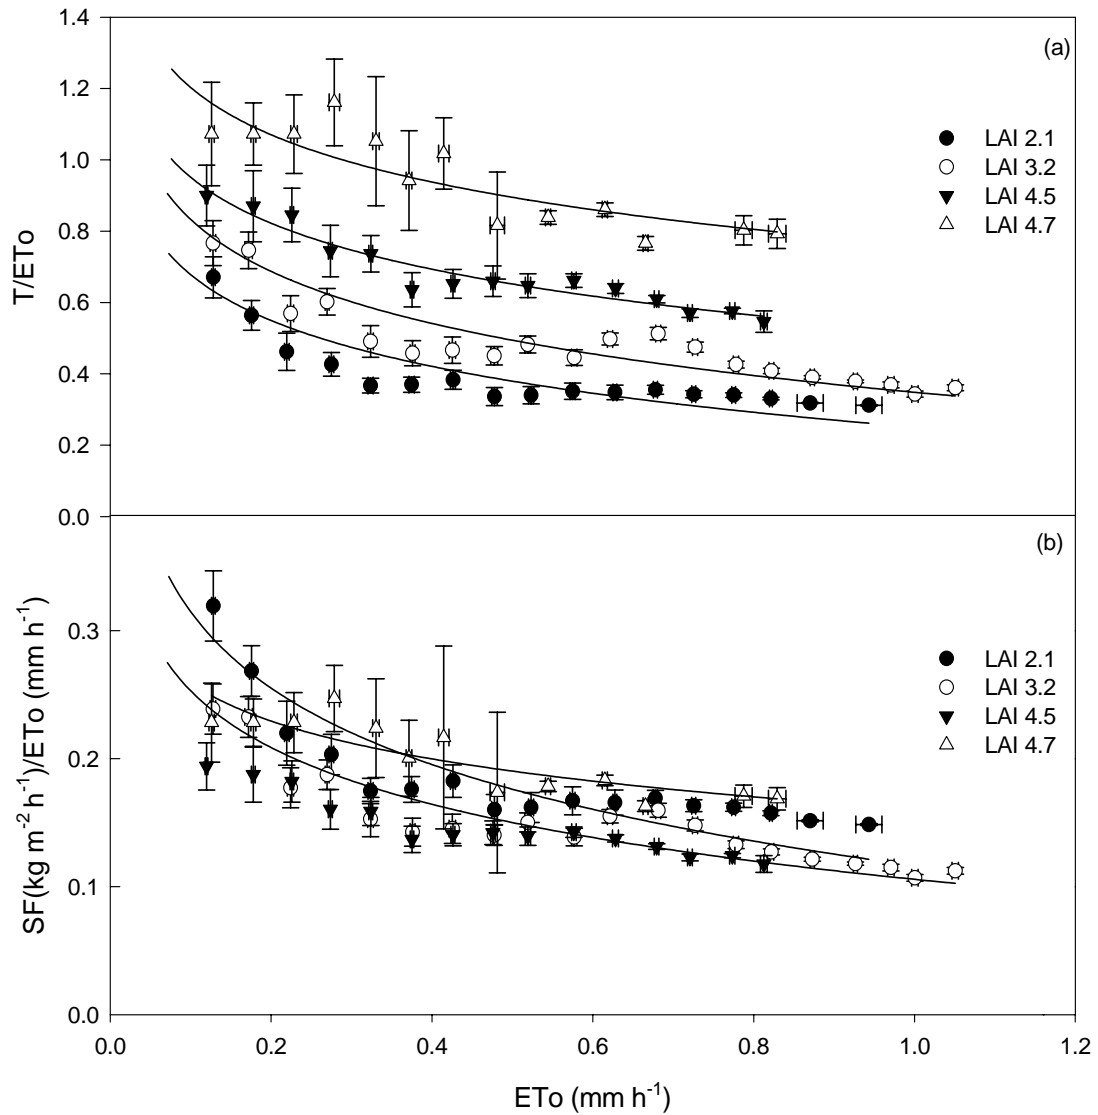 1.4
(a)
1.2
LAI 2.1
1.0
LAI 3.2
LAI 4.5
0.8
LAI 4.7
T/ETo
0.6
0.4
0.2
0.0
(b)
0.3
LAI 2.1
LAI 3.2
LAI 4.5
0.2
LAI 4.7
SF(kg m⁻² h⁻¹)/ETo (mm h⁻¹)
0.1
0.0
0.0 0.2 0.4 0.6 0.8 1.0 1.2
ETo (mm h⁻¹)